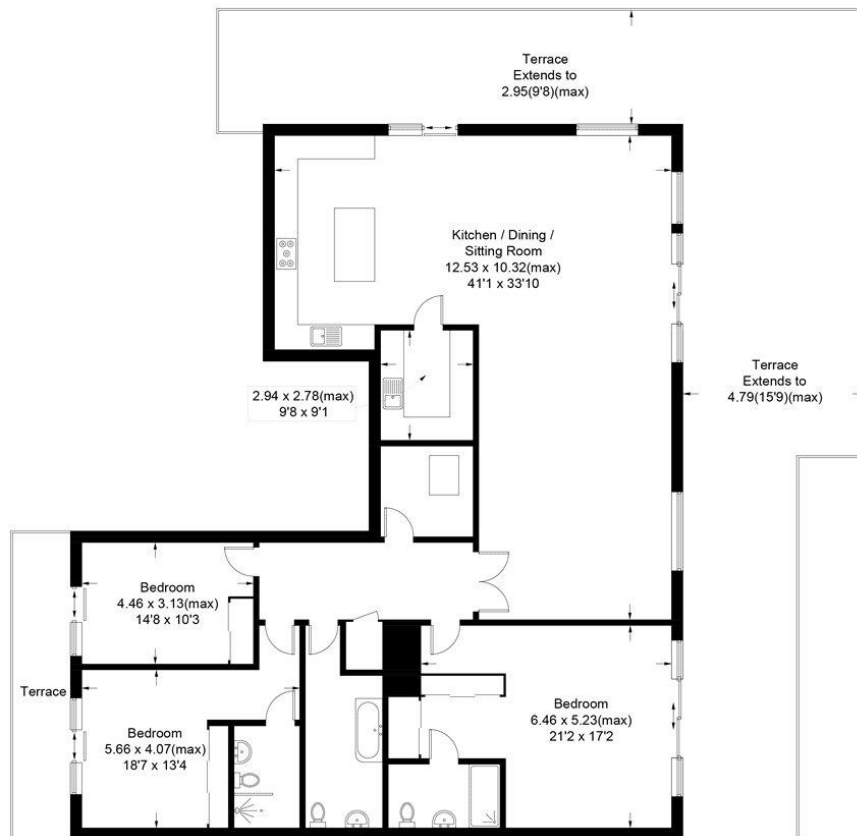 Terrace
Extends to
2.95(9'8)(max)
Kitchen / Dining /
Sitting Room
12.53 x 10.32(max)
41'1 x 33'10
Terrace
Extends to
4.79(15'9)(max)
2.94 x 2.78(max)
9'8 x 9'1
Bedroom
4.46 x 3.13(max)
14'8 x 10'3
Terrace
Bedroom
5.66 x 4.07(max)
18'7 x 13'4
Bedroom
6.46 x 5.23(max)
21'2 x 17'2